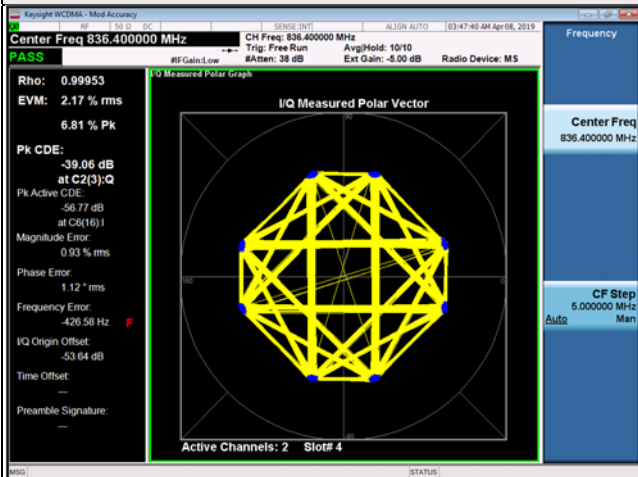 Keysight WCDMA - Mod Accuracy
RF 50 Ω DC SENSE:INT ALIGN AUTO 03:47:40 AM Apr 08, 2019
Center Freq 836.400000 MHz
CH Freq: 836.400000 MHz
Trig: Free Run Avg|Hold: 10/10
PASS #IFGain:Low #Atten: 38 dB Ext Gain: -5.00 dB Radio Device: MS
Frequency
Rho: 0.99953
EVM: 2.17 % rms
6.81 % Pk
Pk CDE:
-39.06 dB
at C2(3):Q
Pk Active CDE:
-56.77 dB
at C6(16):I
Magnitude Error:
0.93 % rms
Phase Error:
1.12 ° rms
Frequency Error:
-426.58 Hz F
I/Q Origin Offset:
-53.64 dB
Time Offset:
---
Preamble Signature:
---
I/Q Measured Polar Graph
I/Q Measured Polar Vector
90
180
0
-90
Active Channels: 2 Slot# 4
Center Freq
836.400000 MHz
CF Step
5.000000 MHz
Auto Man
MSG STATUS